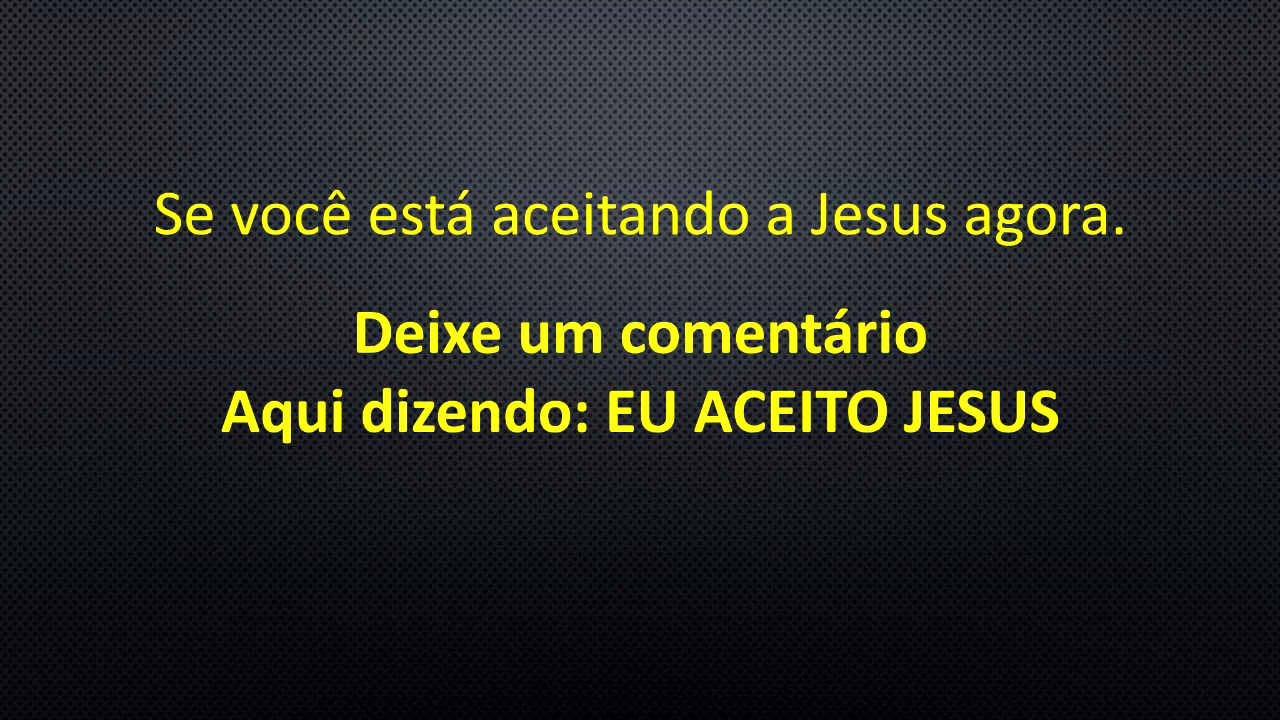 Se você está aceitando a Jesus agora.
Deixe um comentário
Aqui dizendo: EU ACEITO JESUS